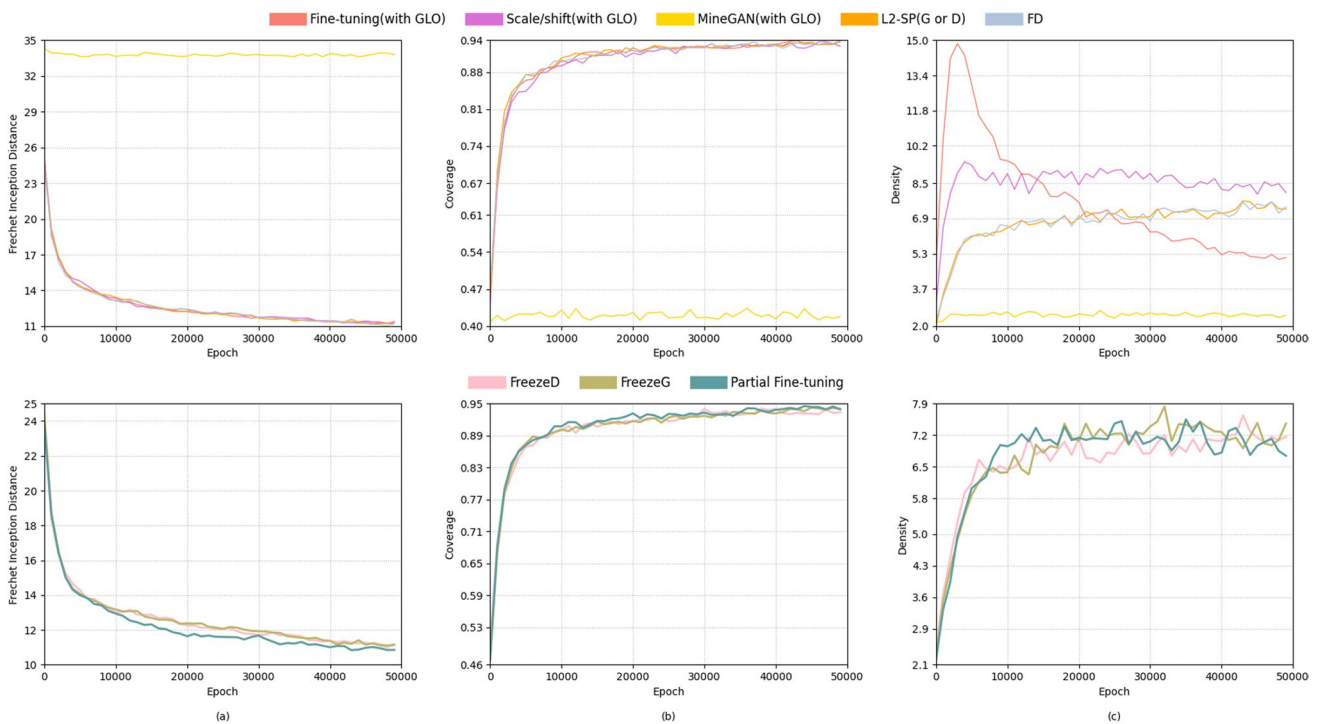 Fine-tuning(with GLO) Scale/shift(with GLO) MineGAN(with GLO) L2-SP(G or D) FD
Frechet Inception Distance
35
32
29
26
23
20
17
14
11
0 10000 20000 30000 40000 50000
Epoch
Coverage
0.94
0.88
0.81
0.74
0.67
0.61
0.54
0.47
0.40
0 10000 20000 30000 40000 50000
Epoch
Density
15.0
13.4
11.8
10.2
8.5
6.9
5.3
3.7
2.0
0 10000 20000 30000 40000 50000
Epoch
FreezeD FreezeG Partial Fine-tuning
Frechet Inception Distance
25
24
22
20
18
16
14
12
10
0 10000 20000 30000 40000 50000
Epoch
(a)
Coverage
0.95
0.89
0.83
0.77
0.71
0.65
0.59
0.53
0.46
0 10000 20000 30000 40000 50000
Epoch
(b)
Density
7.9
7.2
6.5
5.8
5.0
4.3
3.6
2.9
2.1
0 10000 20000 30000 40000 50000
Epoch
(c)